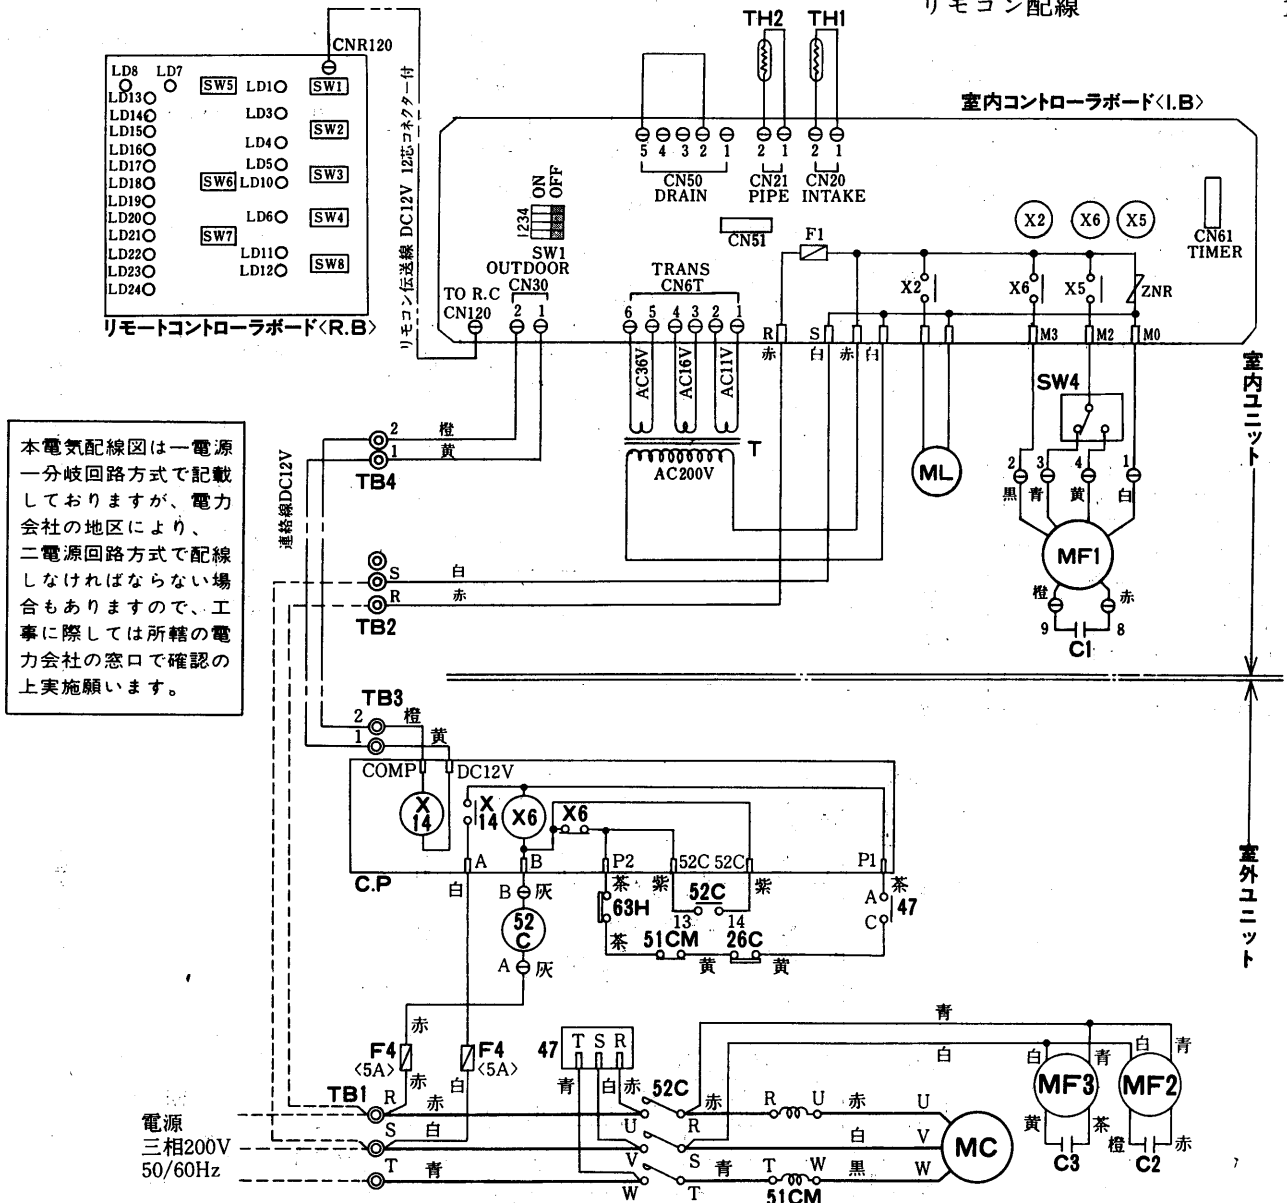 リモコン配線
TH2 TH1
CNR120
LD8 LD7
SW5 LD1 SW1
LD13
LD14 LD3
LD15 SW2
LD16 LD4
LD17 LD5 SW3
LD18 SW6 LD10
LD19
LD20 LD6 SW4
LD21 SW7
LD22 LD11
LD23 LD12 SW8
LD24
リモートコントローラボード〈R.B〉
リモコン伝送線 DC12V 12芯コネクター付
室内コントローラボード〈I.B〉
5 4 3 2 1 2 1 2 1
CN50 CN21 CN20
DRAIN PIPE INTAKE
ON
OFF
1234
SW1
CN51
F1
X2 X6 X5
CN61
TIMER
OUTDOOR
CN30
TRANS
CN6T
TO R.C
CN120
2 1
6 5 4 3 2 1
X2 X6 X5 ZNR
R S
赤 白 赤 白
M3 M2 M0
AC36V AC16V AC11V
T
AC200V
SW4
ML
2 3 4 1
黒 青 黄 白
MF1
橙 赤
9 8
C1
室内ユニット
本電気配線図は一電源
一分岐回路方式で記載
しておりますが、電力
会社の地区により、
二電源回路方式で配線
しなければならない場
合もありますので、工
事に際しては所轄の電
力会社の窓口で確認の
上実施願います。
連絡線DC12V
2 橙
1 黄
TB4
S 白
R 赤
TB2
TB3
2 橙
1 黄
COMP DC12V
X
14
X
14
X6 X6
A B P2 52C 52C P1
C.P
白 B 灰 茶 紫 52C 紫 茶
63H 13 14 A 47
C
52
C
茶 51CM 26C
黄 黄
A 灰
室外ユニット
赤
F4
<5A>
F4
<5A>
赤 白
47 T S R
青 白 赤
52C
青
白
白 青 白 青
MF3 MF2
黄 茶 橙 赤
C3 C2
TB1
R 赤 U R 赤 R U 赤 U
S 白 V S 白 V
T 青 W T 青 T W 黒 W
51CM
MC
電源
三相200V
50/60Hz